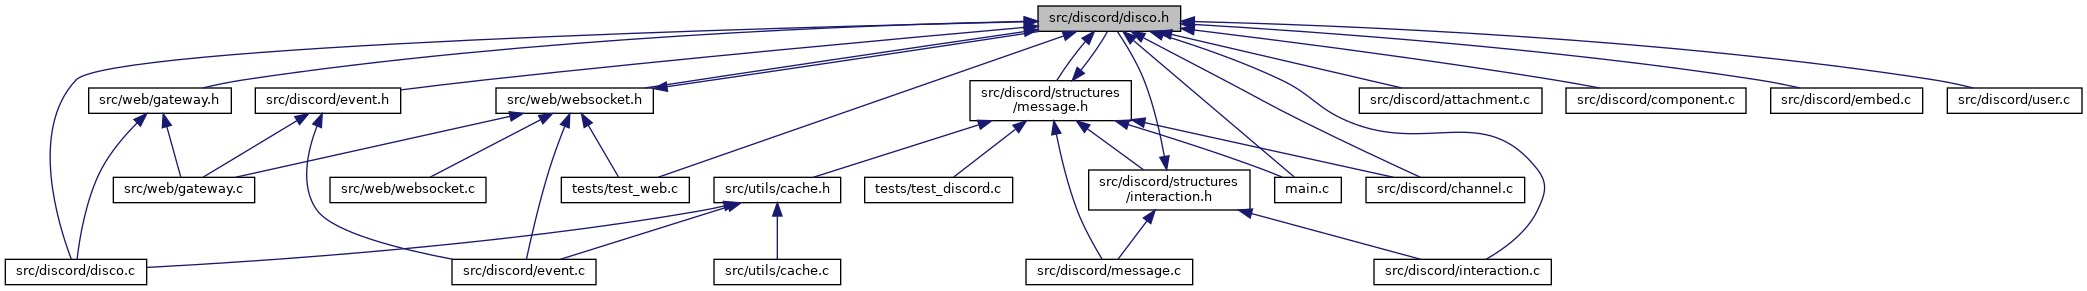 src/discord/disco.h
src/web/gateway.h
src/discord/event.h
src/web/websocket.h
src/discord/structures
/message.h
src/discord/attachment.c
src/discord/component.c
src/discord/embed.c
src/discord/user.c
src/web/gateway.c
src/web/websocket.c
tests/test_web.c
src/utils/cache.h
tests/test_discord.c
src/discord/structures
/interaction.h
main.c
src/discord/channel.c
src/discord/disco.c
src/discord/event.c
src/utils/cache.c
src/discord/message.c
src/discord/interaction.c